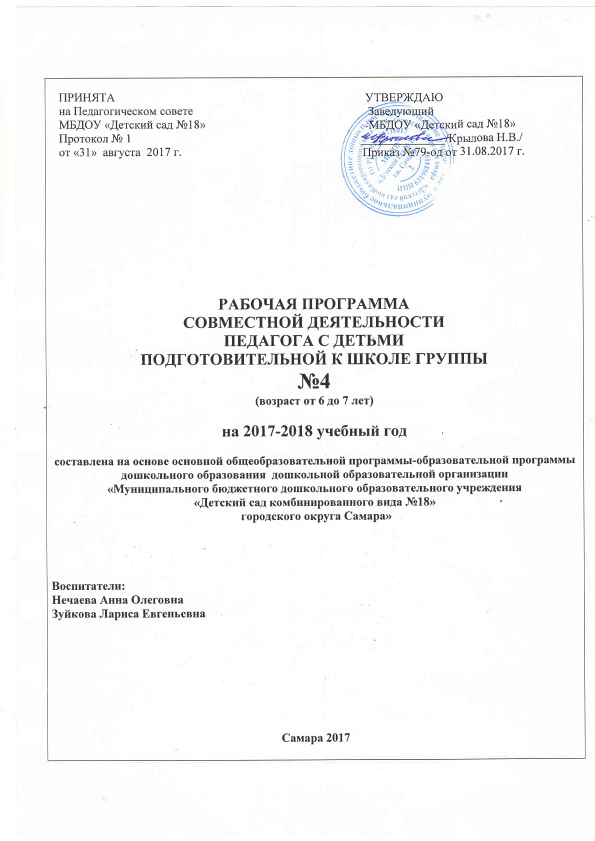 ПРИНЯТА
на Педагогическом совете
МБДОУ «Детский сад №18»
Протокол № 1
от «31» августа 2017 г.
УТВЕРЖДАЮ
Заведующий
МБДОУ «Детский сад №18»
/Крылова Н.В./
Приказ №79-од от 31.08.2017 г.
РАБОЧАЯ ПРОГРАММА
СОВМЕСТНОЙ ДЕЯТЕЛЬНОСТИ
ПЕДАГОГА С ДЕТЬМИ
ПОДГОТОВИТЕЛЬНОЙ К ШКОЛЕ ГРУППЫ
№4
(возраст от 6 до 7 лет)
на 2017-2018 учебный год
составлена на основе основной общеобразовательной программы-образовательной программы
дошкольного образования дошкольной образовательной организации
«Муниципального бюджетного дошкольного образовательного учреждения
«Детский сад комбинированного вида №18»
городского округа Самара»
Воспитатели:
Нечаева Анна Олеговна
Зуйкова Лариса Евгеньевна
Самара 2017